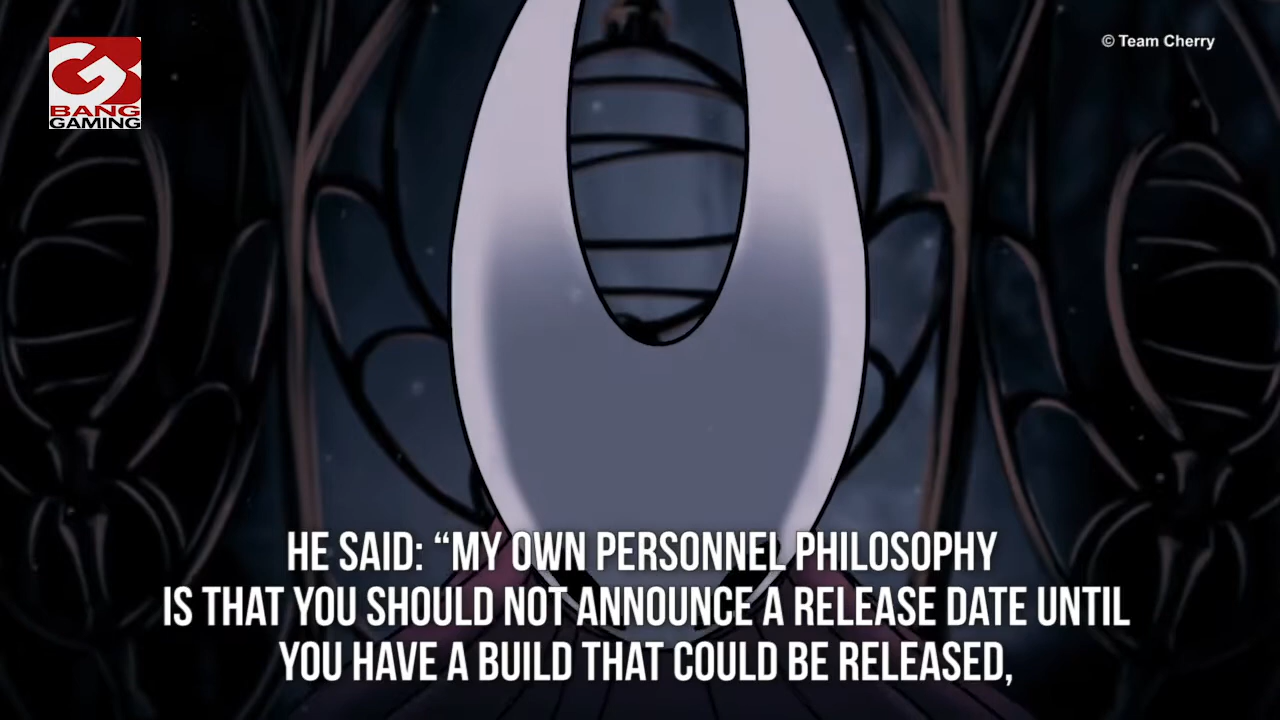 © Team Cherry
BANG
GAMING
HE SAID: “MY OWN PERSONNEL PHILOSOPHY
IS THAT YOU SHOULD NOT ANNOUNCE A RELEASE DATE UNTIL
YOU HAVE A BUILD THAT COULD BE RELEASED,